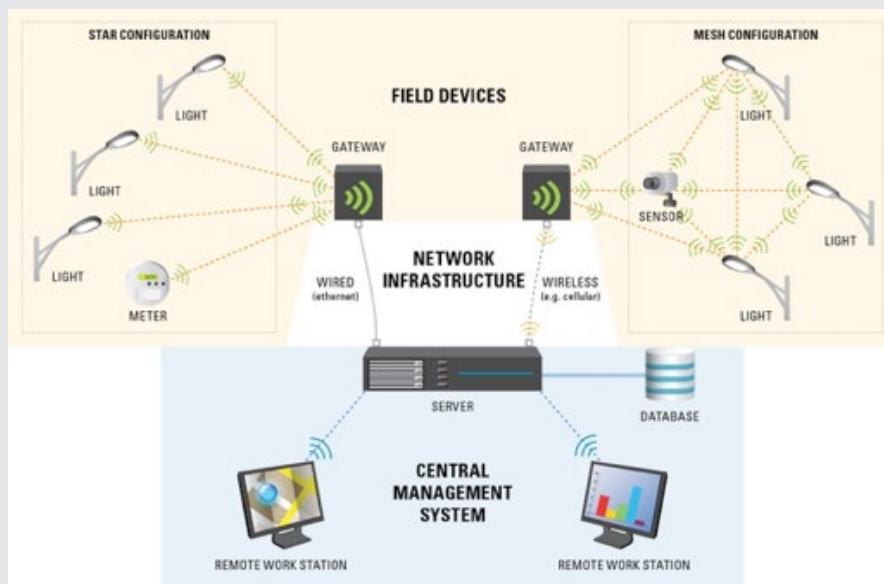 STAR CONFIGURATION
MESH CONFIGURATION
FIELD DEVICES
LIGHT
GATEWAY
GATEWAY
LIGHT
LIGHT
SENSOR
LIGHT
LIGHT
NETWORK
INFRASTRUCTURE
WIRED
(ethernet)
WIRELESS
(e.g. cellular)
METER
LIGHT
SERVER
DATABASE
CENTRAL
MANAGEMENT
SYSTEM
REMOTE WORK STATION
REMOTE WORK STATION